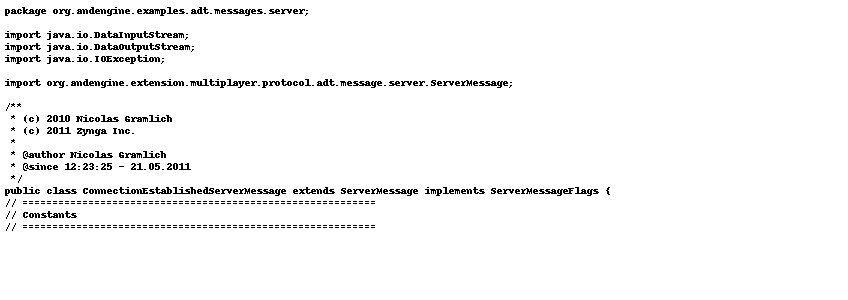 package org.andengine.examples.adt.messages.server;

import java.io.DataInputStream;
import java.io.DataOutputStream;
import java.io.IOException;

import org.andengine.extension.multiplayer.protocol.adt.message.server.ServerMessage;

/**
 * (c) 2010 Nicolas Gramlich
 * (c) 2011 Zynga Inc.
 *
 * @author Nicolas Gramlich
 * @since 12:23:25 - 21.05.2011
 */
public class ConnectionEstablishedServerMessage extends ServerMessage implements ServerMessageFlags {
// ===========================================================
// Constants
// ===========================================================